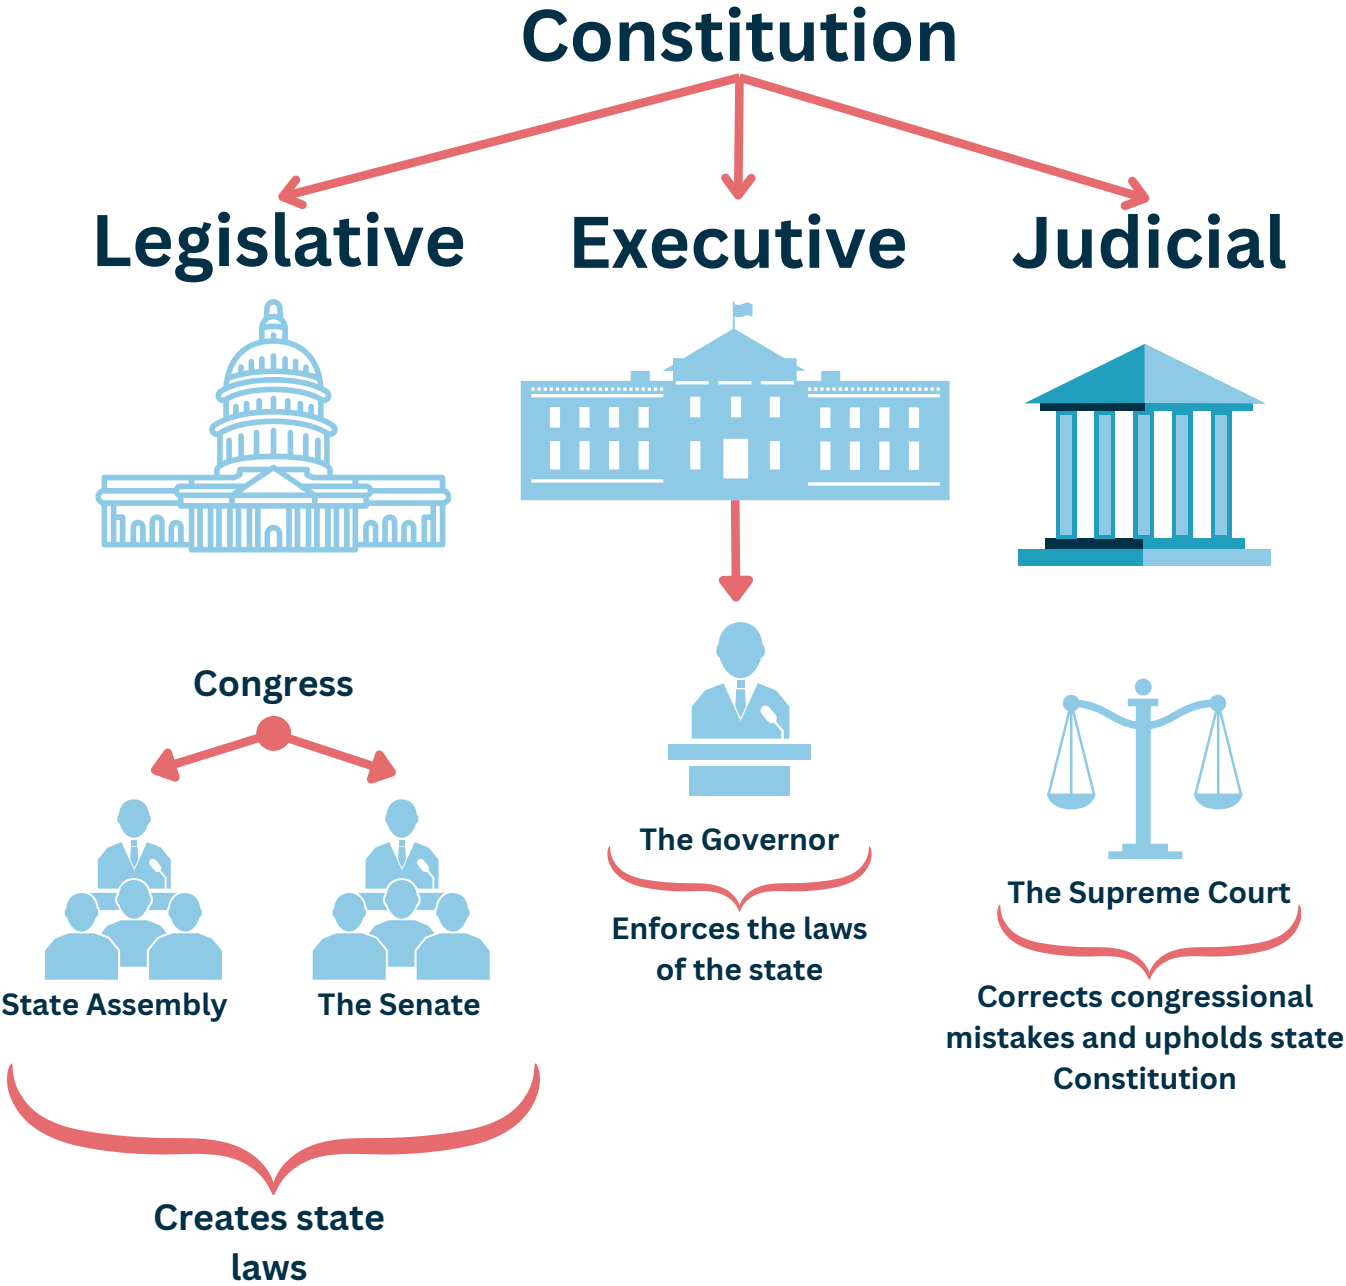 Constitution
Legislative
Executive
Judicial
Congress
State Assembly
The Senate
Creates state
laws
The Governor
Enforces the laws
of the state
The Supreme Court
Corrects congressional
mistakes and upholds state
Constitution